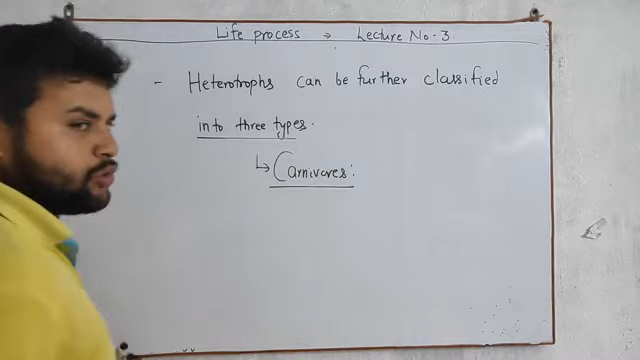 Life process → Lecture No-3.
- Heterotrophs can be further classified
into three types.
↳ Carnivores: